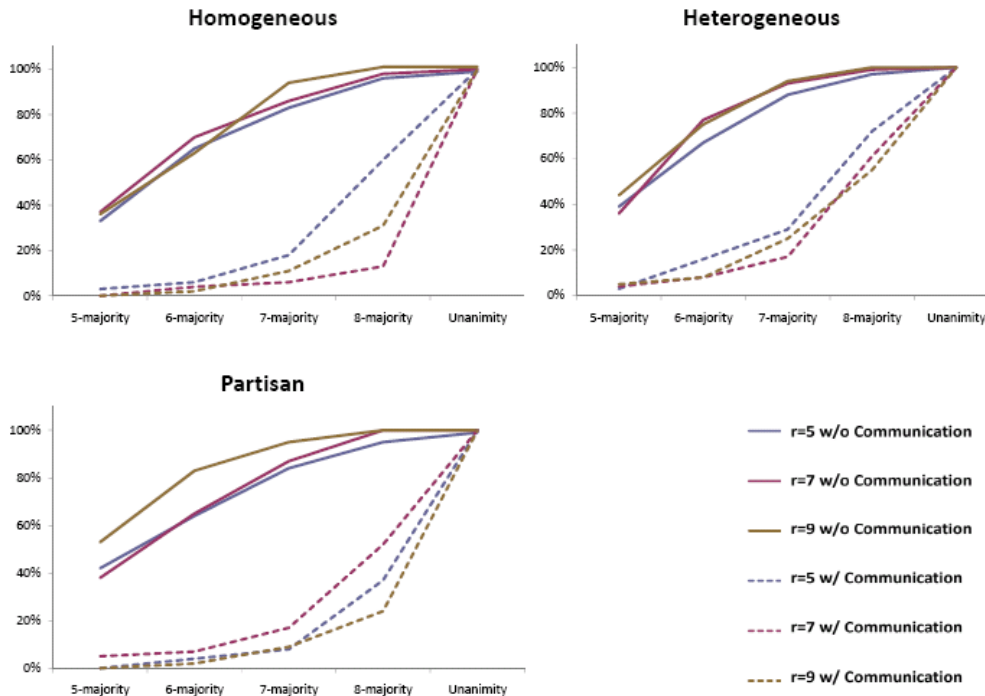 Homogeneous
100%
80%
60%
40%
20%
0%
5-majority 6-majority 7-majority 8-majority Unanimity
Heterogeneous
100%
80%
60%
40%
20%
0%
5-majority 6-majority 7-majority 8-majority Unanimity
Partisan
100%
80%
60%
40%
20%
0%
5-majority 6-majority 7-majority 8-majority Unanimity
r=5 w/o Communication
r=7 w/o Communication
r=9 w/o Communication
r=5 w/ Communication
r=7 w/ Communication
r=9 w/ Communication